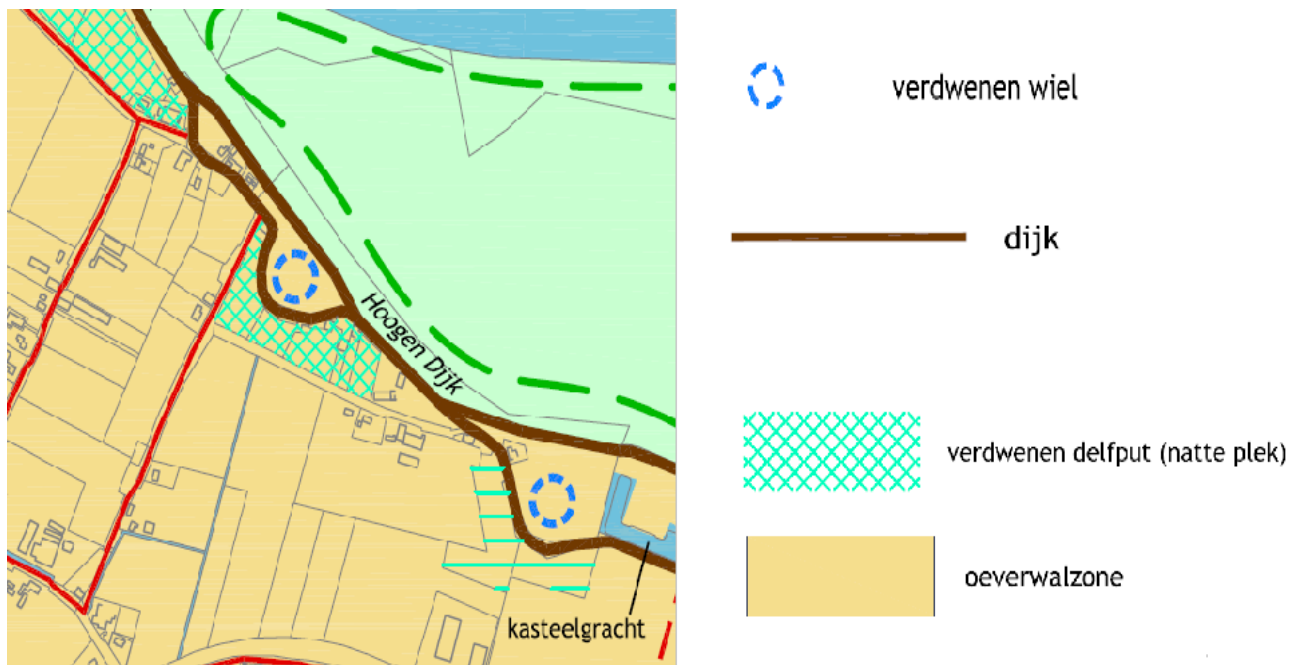 verdwenen wiel
dijk
Hoogen Dijk
verdwenen delfput (natte plek)
oeverwalzone
kasteelgracht